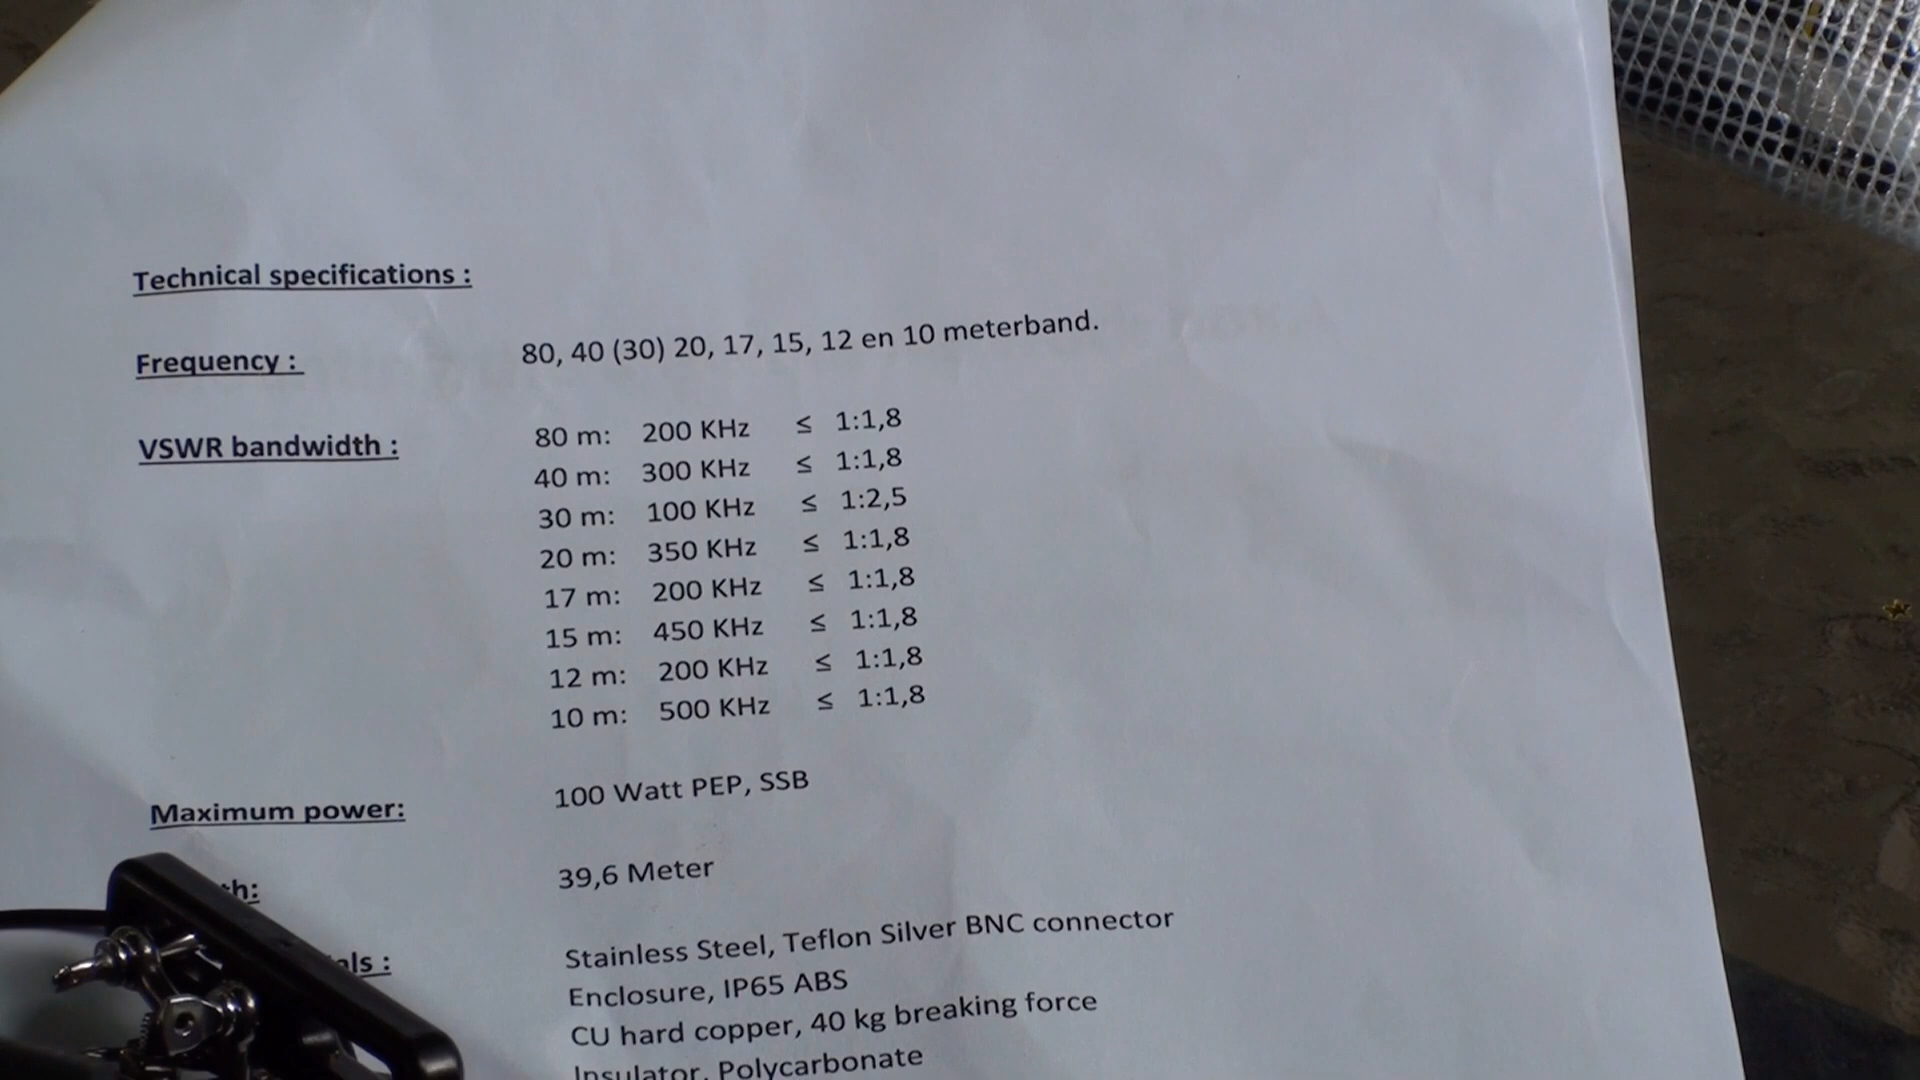 Technical specifications :
Frequency : 80, 40 (30) 20, 17, 15, 12 en 10 meterband.
VSWR bandwidth : 80 m: 200 KHz ≤ 1:1,8
40 m: 300 KHz ≤ 1:1,8
30 m: 100 KHz ≤ 1:2,5
20 m: 350 KHz ≤ 1:1,8
17 m: 200 KHz ≤ 1:1,8
15 m: 450 KHz ≤ 1:1,8
12 m: 200 KHz ≤ 1:1,8
10 m: 500 KHz ≤ 1:1,8
Maximum power: 100 Watt PEP, SSB
39,6 Meter
Stainless Steel, Teflon Silver BNC connector
Enclosure, IP65 ABS
CU hard copper, 40 kg breaking force
Insulator, Polycarbonate